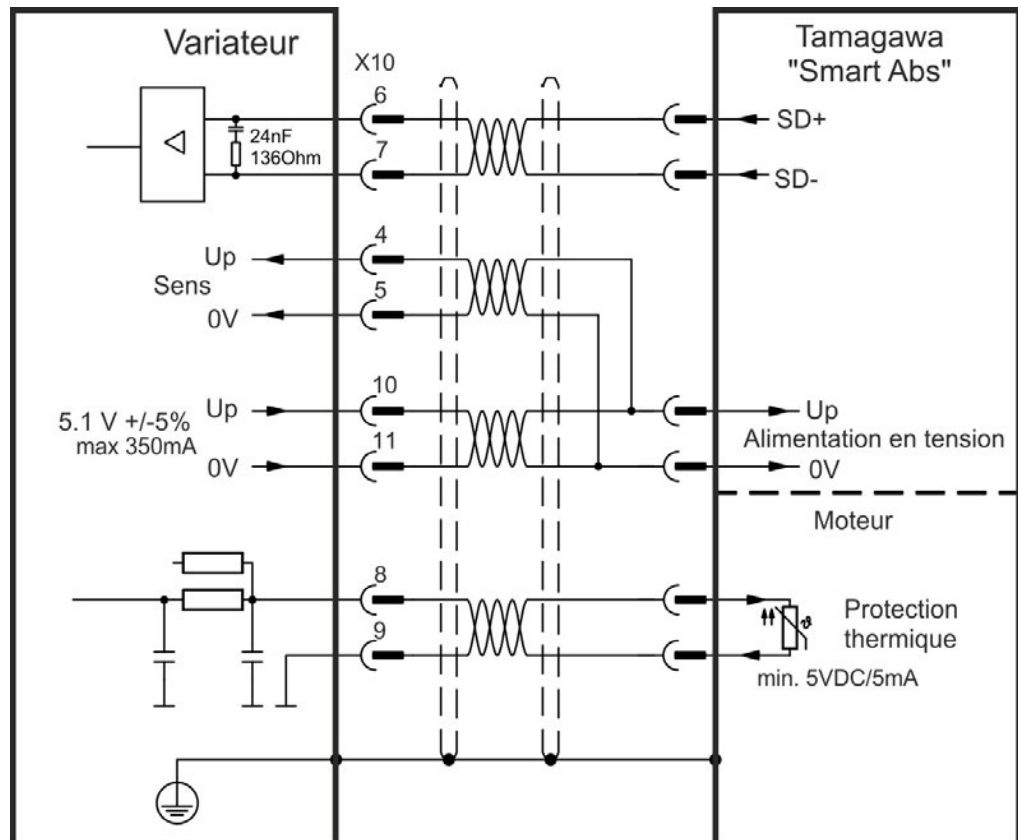 Variateur
X10
Tamagawa
"Smart Abs"
6
SD+
24nF
136Ohm
7
SD-
4
Up
Sens
5
0V
10
5.1 V +/-5%
max 350mA
Up
Up
11
Alimentation en tension
0V
0V
Moteur
8
Protection
thermique
9
min. 5VDC/5mA